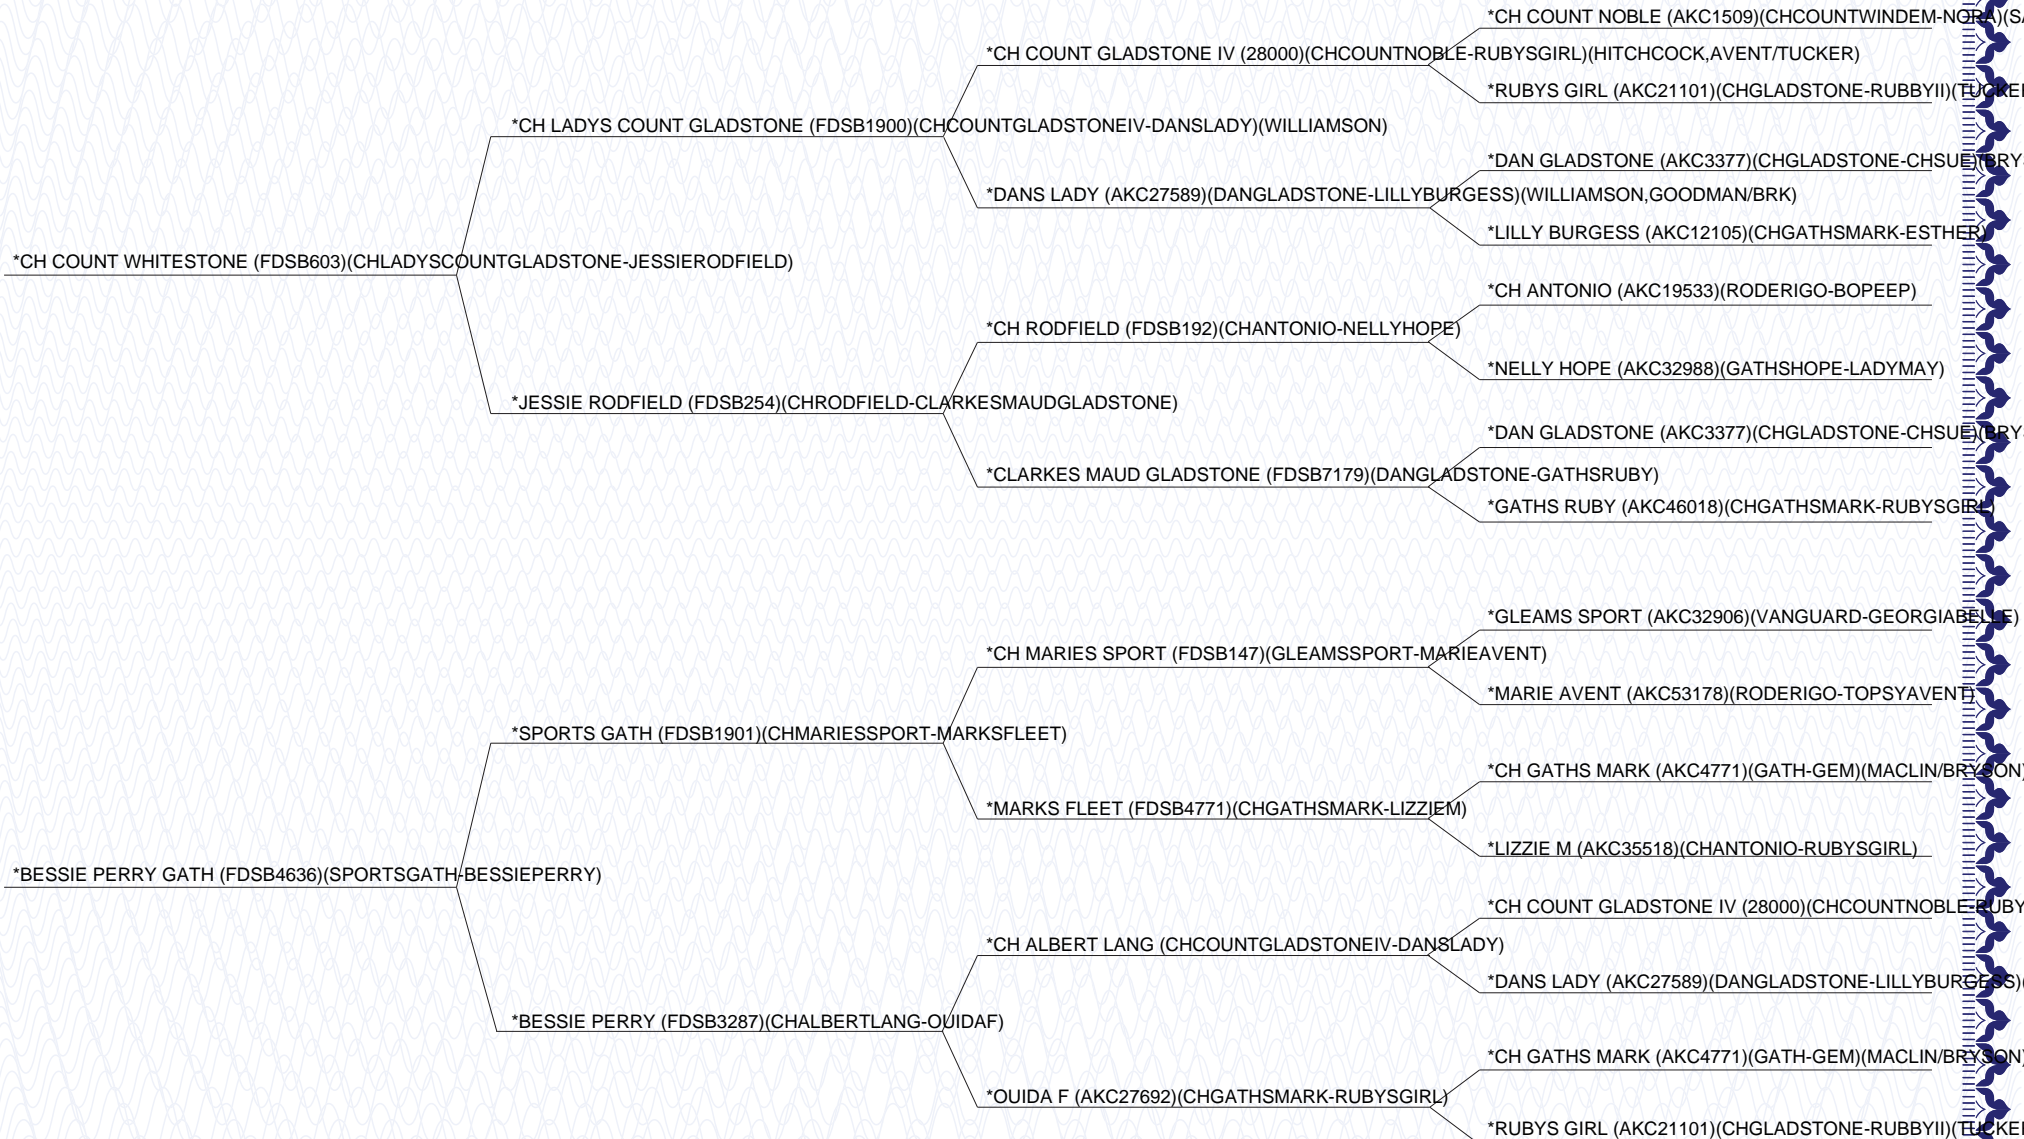 *CH COUNT NOBLE (AKC1509)(CHCOUNTWINDEM-NORA)(SA
*CH COUNT GLADSTONE IV (28000)(CHCOUNTNOBLE-RUBYSGIRL)(HITCHCOCK,AVENT/TUCKER)
*RUBYS GIRL (AKC21101)(CHGLADSTONE-RUBBYII)(TUCKER
*CH LADYS COUNT GLADSTONE (FDSB1900)(CHCOUNTGLADSTONEIV-DANSLADY)(WILLIAMSON)
*DAN GLADSTONE (AKC3377)(CHGLADSTONE-CHSUE)(BRY
*DANS LADY (AKC27589)(DANGLADSTONE-LILLYBURGESS)(WILLIAMSON,GOODMAN/BRK)
*LILLY BURGESS (AKC12105)(CHGATHSMARK-ESTHER)
*CH COUNT WHITESTONE (FDSB603)(CHLADYSCOUNTGLADSTONE-JESSIERODFIELD)
*CH ANTONIO (AKC19533)(RODERIGO-BOPEEP)
*CH RODFIELD (FDSB192)(CHANTONIO-NELLYHOPE)
*NELLY HOPE (AKC32988)(GATHSHOPE-LADYMAY)
*JESSIE RODFIELD (FDSB254)(CHRODFIELD-CLARKESMAUDGLADSTONE)
*DAN GLADSTONE (AKC3377)(CHGLADSTONE-CHSUE)(BRY
*CLARKES MAUD GLADSTONE (FDSB7179)(DANGLADSTONE-GATHSRUBY)
*GATHS RUBY (AKC46018)(CHGATHSMARK-RUBYSGIRL)
*GLEAMS SPORT (AKC32906)(VANGUARD-GEORGIABELLE)
*CH MARIES SPORT (FDSB147)(GLEAMSSPORT-MARIEAVENT)
*MARIE AVENT (AKC53178)(RODERIGO-TOPSYAVENT)
*SPORTS GATH (FDSB1901)(CHMARIESSPORT-MARKSFLEET)
*CH GATHS MARK (AKC4771)(GATH-GEM)(MACLIN/BRYSON)
*MARKS FLEET (FDSB4771)(CHGATHSMARK-LIZZIEM)
*LIZZIE M (AKC35518)(CHANTONIO-RUBYSGIRL)
*BESSIE PERRY GATH (FDSB4636)(SPORTSGATH-BESSIEPERRY)
*CH COUNT GLADSTONE IV (28000)(CHCOUNTNOBLE-RUBY
*CH ALBERT LANG (CHCOUNTGLADSTONEIV-DANSLADY)
*DANS LADY (AKC27589)(DANGLADSTONE-LILLYBURGESS)(
*BESSIE PERRY (FDSB3287)(CHALBERTLANG-OUIDAF)
*CH GATHS MARK (AKC4771)(GATH-GEM)(MACLIN/BRYSON)
*OUIDA F (AKC27692)(CHGATHSMARK-RUBYSGIRL)
*RUBYS GIRL (AKC21101)(CHGLADSTONE-RUBBYII)(TUCKER